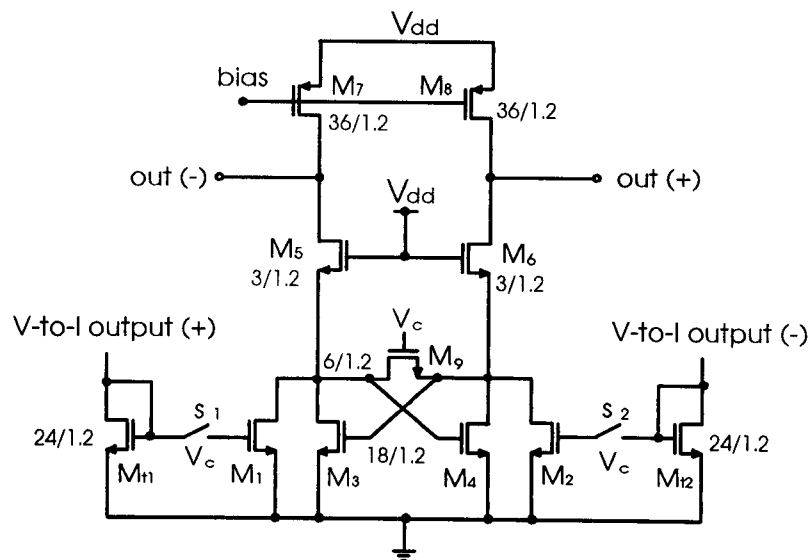 Vdd
bias
M7
M8
36/1.2
36/1.2
out (-)
out (+)
Vdd
M5
M6
3/1.2
3/1.2
V-to-I output (+)
Vc
V-to-I output (-)
6/1.2
M9
24/1.2
S1
S2
24/1.2
Vc
18/1.2
Vc
Mt1
M1
M3
M4
M2
Mt2